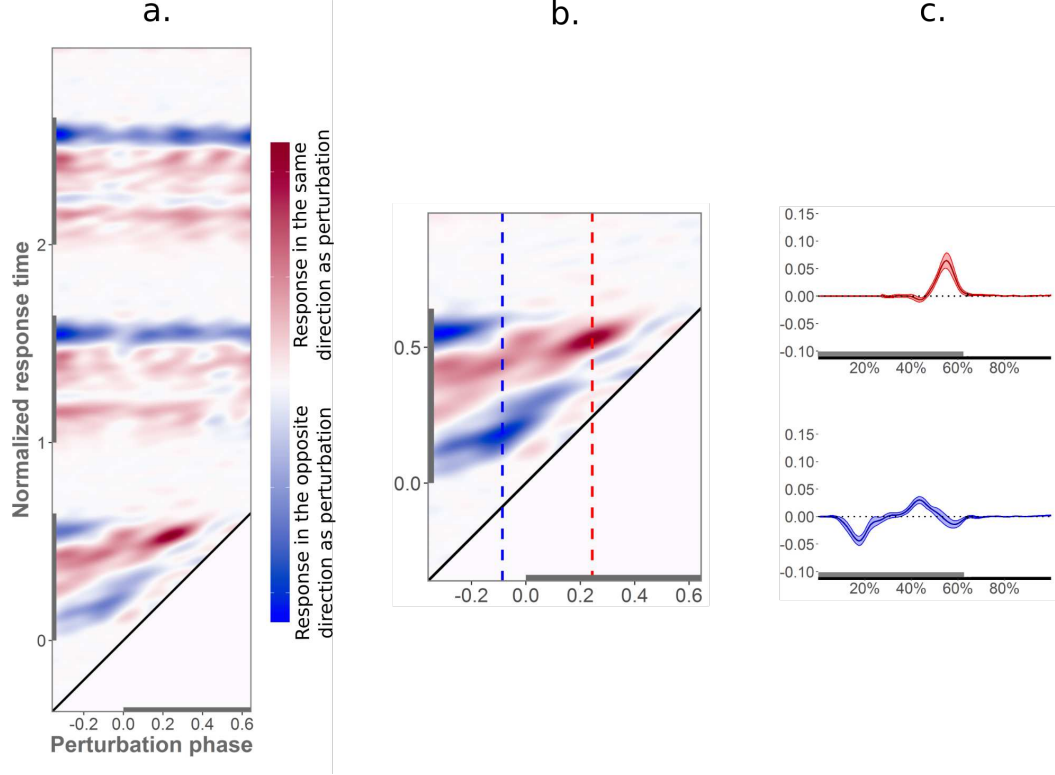 a.
b.
c.
Normalized response time
2
1
0
-0.2 0.0 0.2 0.4 0.6
Perturbation phase
Response in the same
direction as perturbation
Response in the opposite
direction as perturbation
0.5
0.0
-0.2 0.0 0.2 0.4 0.6
0.15
0.10
0.05
0.00
-0.05
-0.10
20% 40% 60% 80%
0.15
0.10
0.05
0.00
-0.05
-0.10
20% 40% 60% 80%